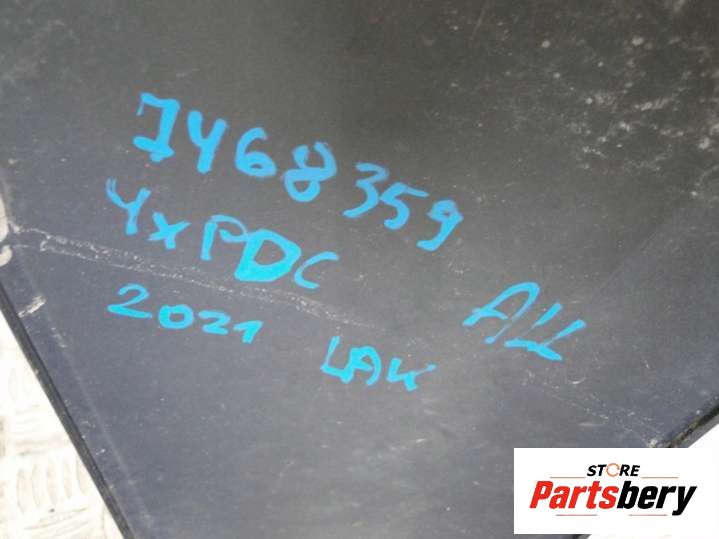 7468359
4xPDC
2021 LAK
A4
STORE
Partsbery